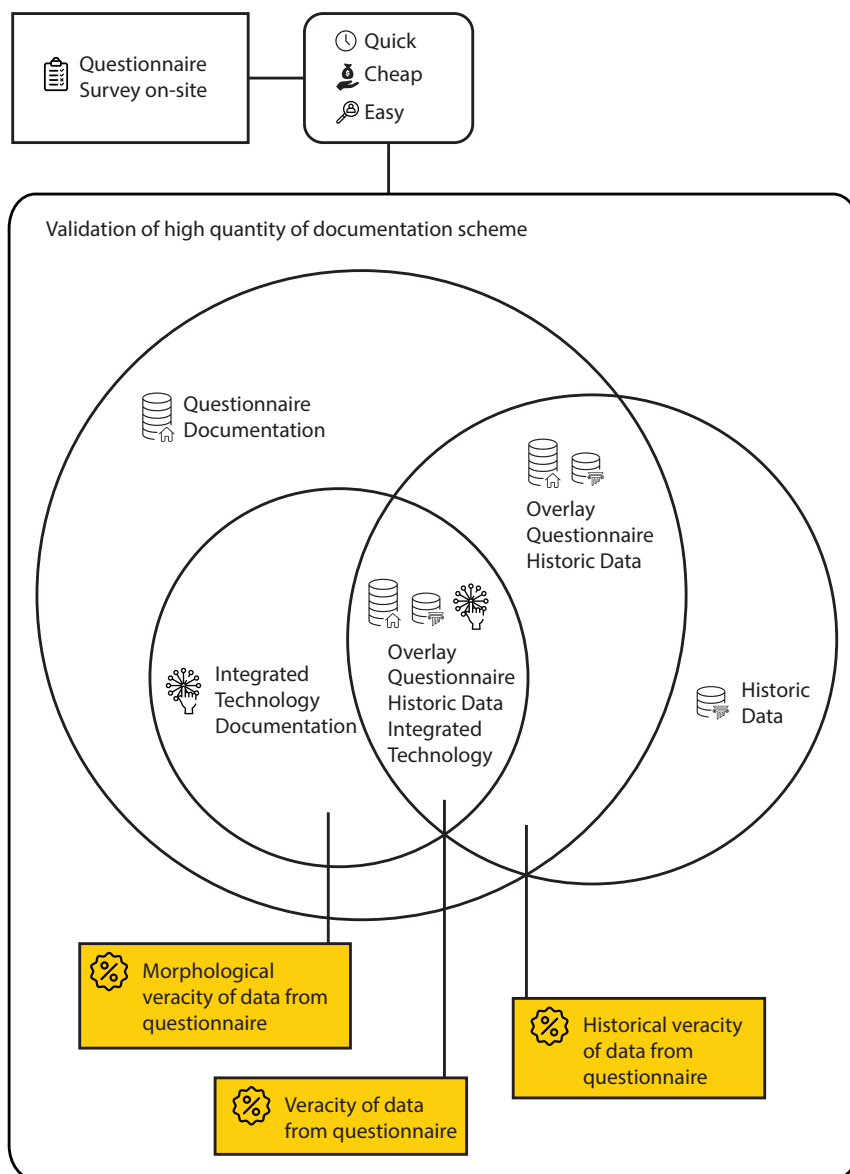 Questionnaire
Survey on-site
Quick
Cheap
Easy
Validation of high quantity of documentation scheme
Questionnaire
Documentation
Overlay
Questionnaire
Historic Data
Overlay
Questionnaire
Historic Data
Integrated
Technology
Integrated
Technology
Documentation
Historic
Data
Morphological
veracity of data from
questionnaire
Historical veracity
of data from
questionnaire
Veracity of data
from questionnaire